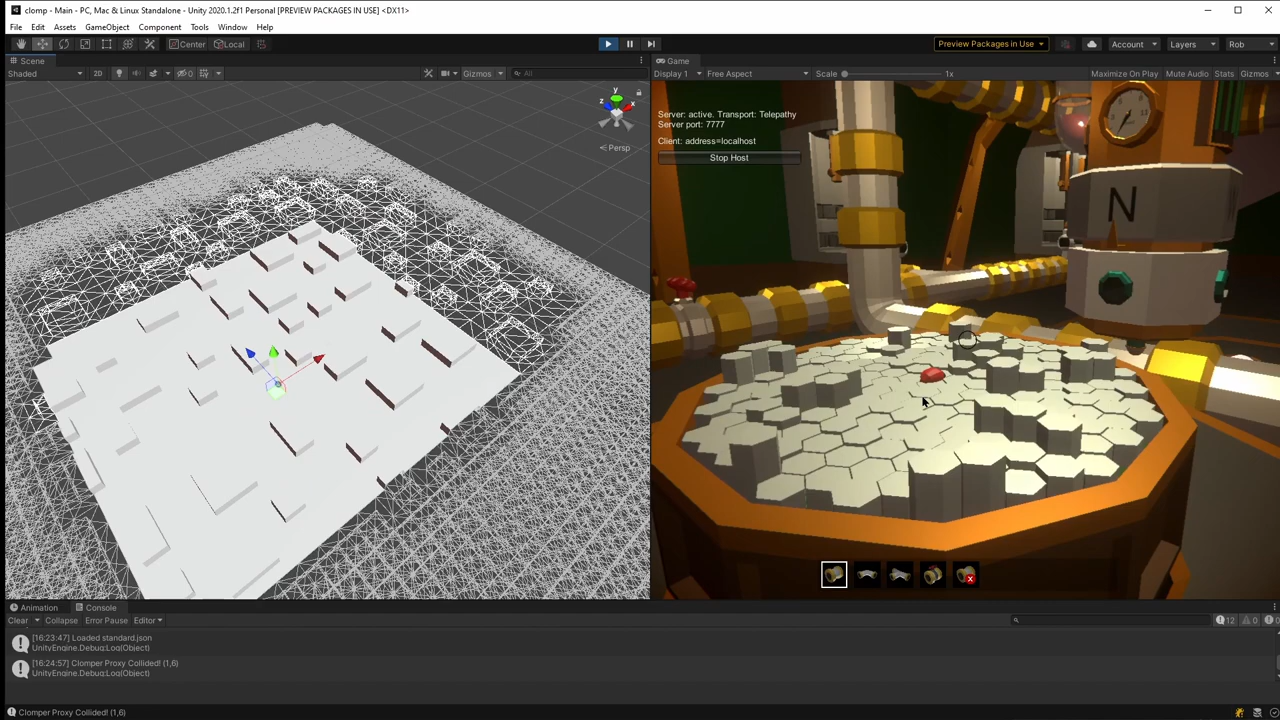 clomp - Main - PC, Mac & Linux Standalone - Unity 2020.1.2f1 Personal [PREVIEW PACKAGES IN USE] <DX11>
File Edit Assets GameObject Component Tools Window Help
Center Local Preview Packages in Use Account Layers Rob
Scene
Shaded 2D 0 Gizmos All
y
z x
Persp
Game
Display 1 Free Aspect Scale 1x Maximize On Play Mute Audio Stats Gizmos
Server: active. Transport: Telepathy
Server port: 7777
Client: address=localhost
Stop Host
N
Animation Console
Clear Collapse Error Pause Editor 12 0 0
[16:23:47] Loaded standard.json
UnityEngine.Debug:Log(Object)
[16:24:57] Clomper Proxy Collided! (1,6)
UnityEngine.Debug:Log(Object)
Clomper Proxy Collided! (1,6)